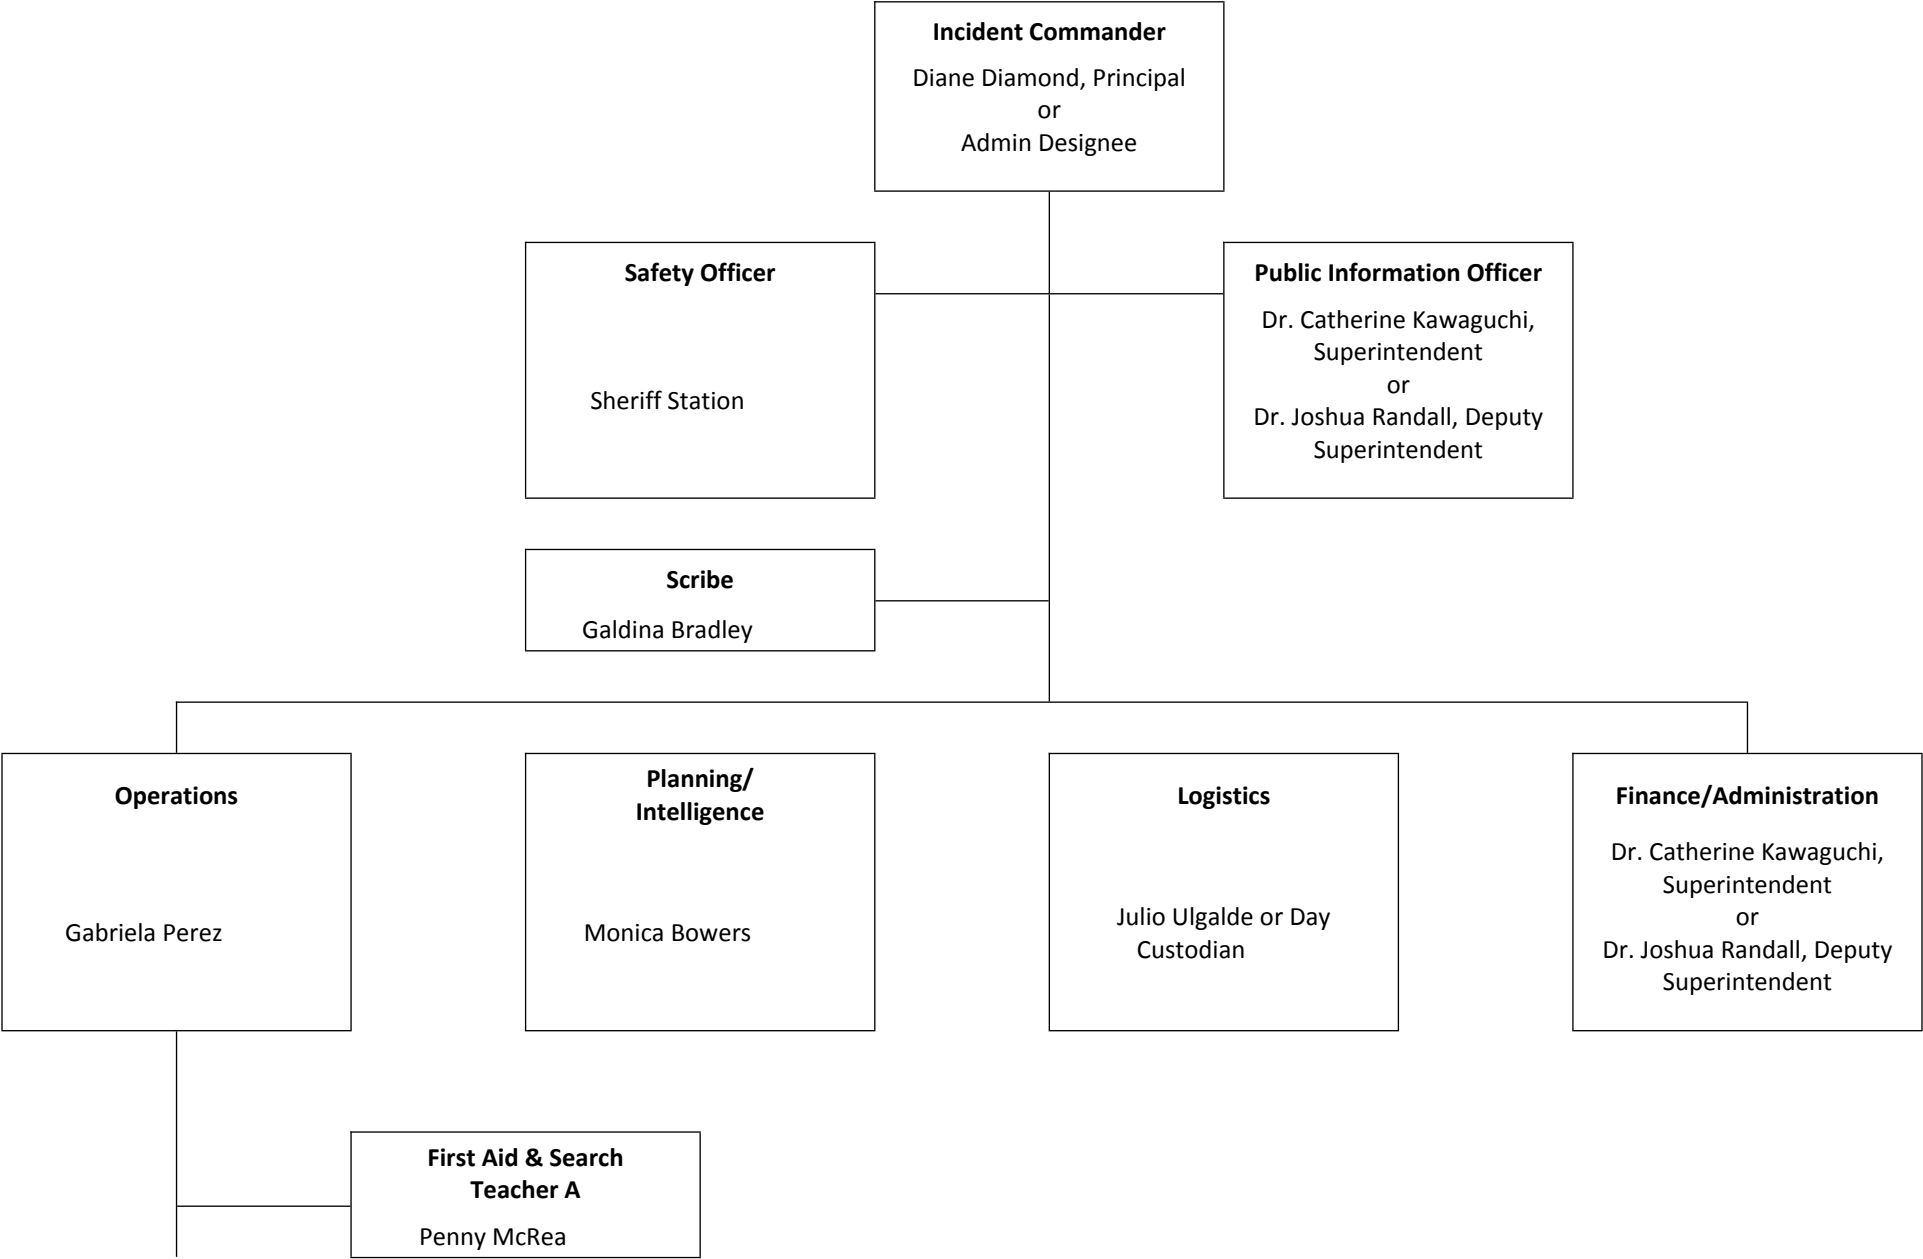 Incident Commander
Diane Diamond, Principal
or
Admin Designee
Safety Officer
Sheriff Station
Public Information Officer
Dr. Catherine Kawaguchi,
Superintendent
or
Dr. Joshua Randall, Deputy
Superintendent
Scribe
Galdina Bradley
Operations
Gabriela Perez
Planning/
Intelligence
Monica Bowers
Logistics
Julio Ulgalde or Day
Custodian
Finance/Administration
Dr. Catherine Kawaguchi,
Superintendent
or
Dr. Joshua Randall, Deputy
Superintendent
First Aid & Search
Teacher A
Penny McRea